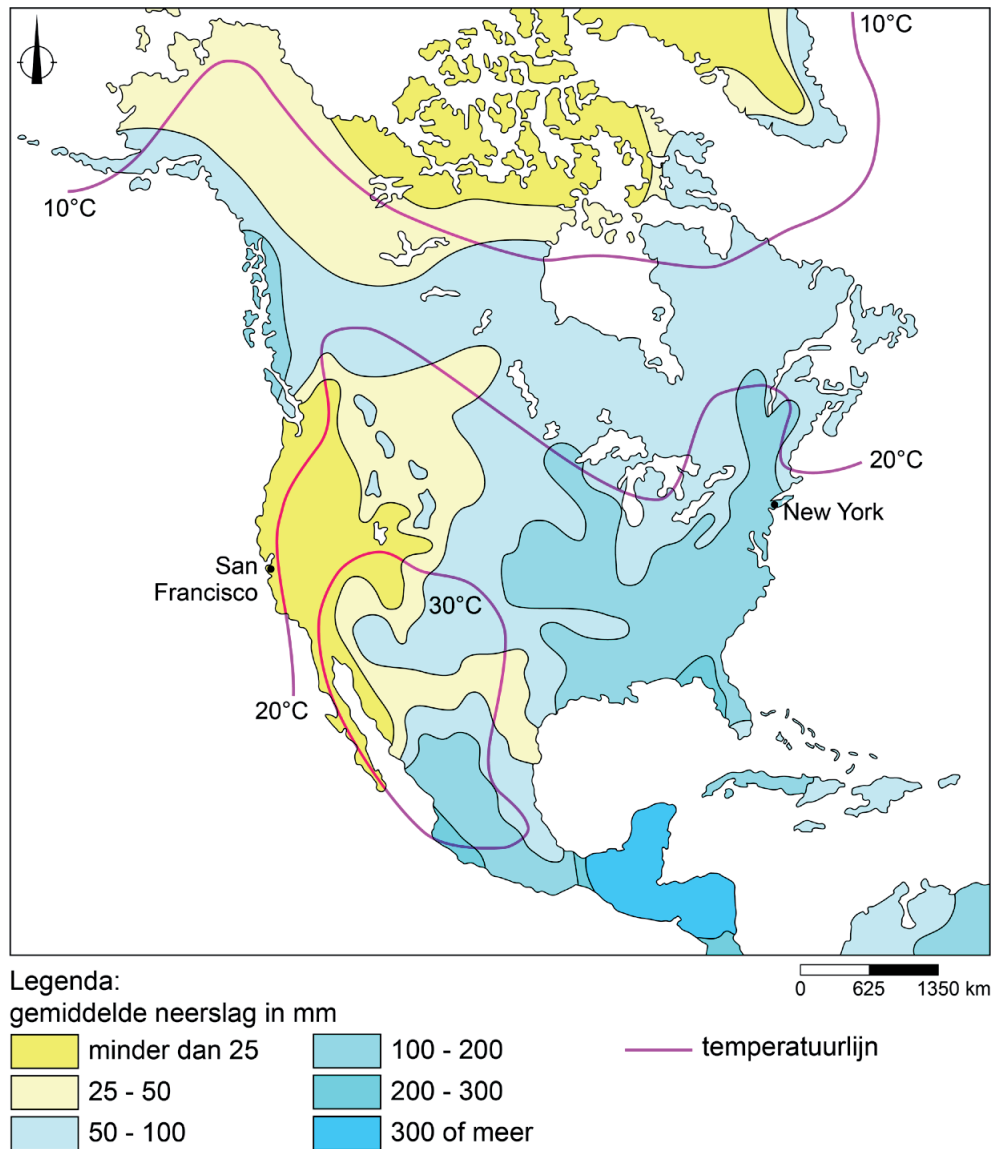 10°C
10°C
20°C
New York
San
Francisco
30°C
20°C
Legenda:
gemiddelde neerslag in mm
minder dan 25
25 - 50
50 - 100
100 - 200
200 - 300
300 of meer
temperatuurlijn
0 625 1350 km